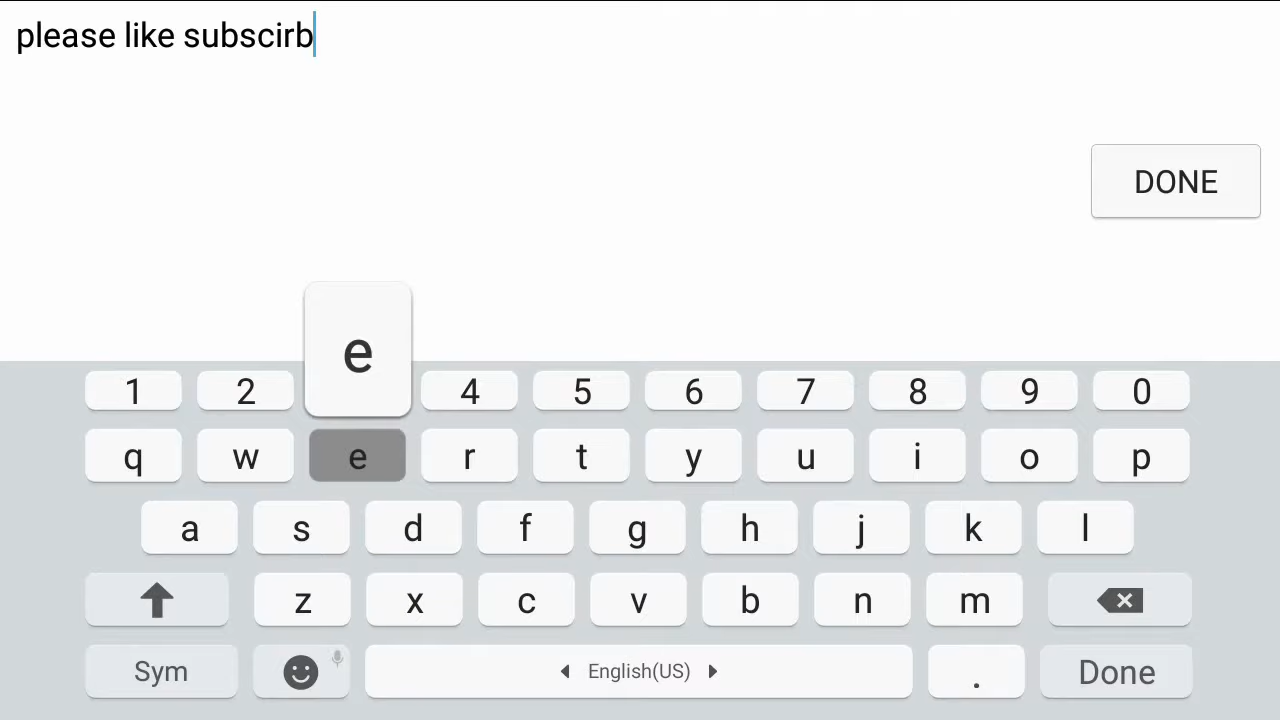 please like subscirb
DONE
e
1 2 4 5 6 7 8 9 0
q w e r t y u i o p
a s d f g h j k l
z x c v b n m
Sym English(US) . Done